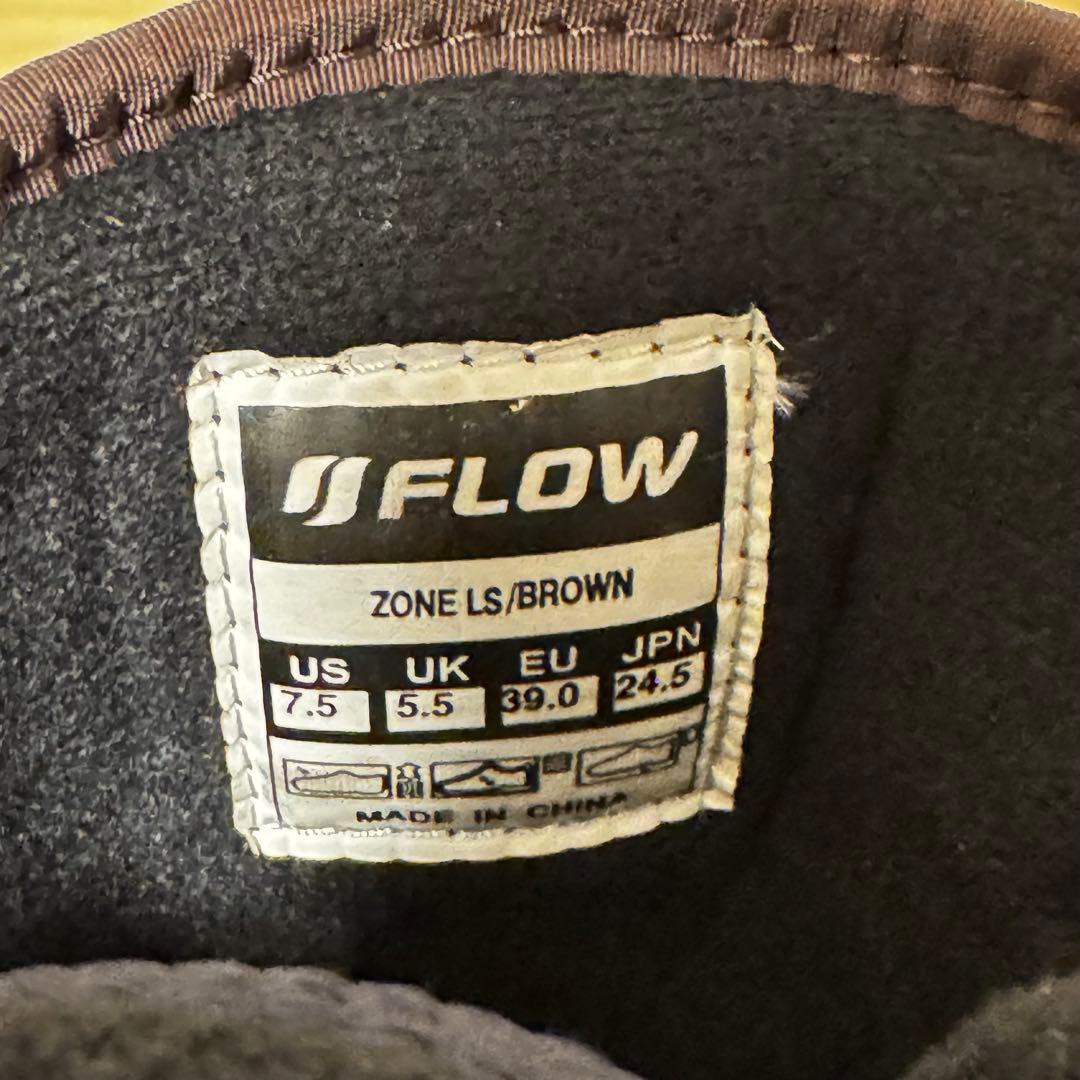 FLOW
ZONE LS/BROWN
US UK EU JPN
7.5 5.5 39.0 24.5
MADE IN CHINA